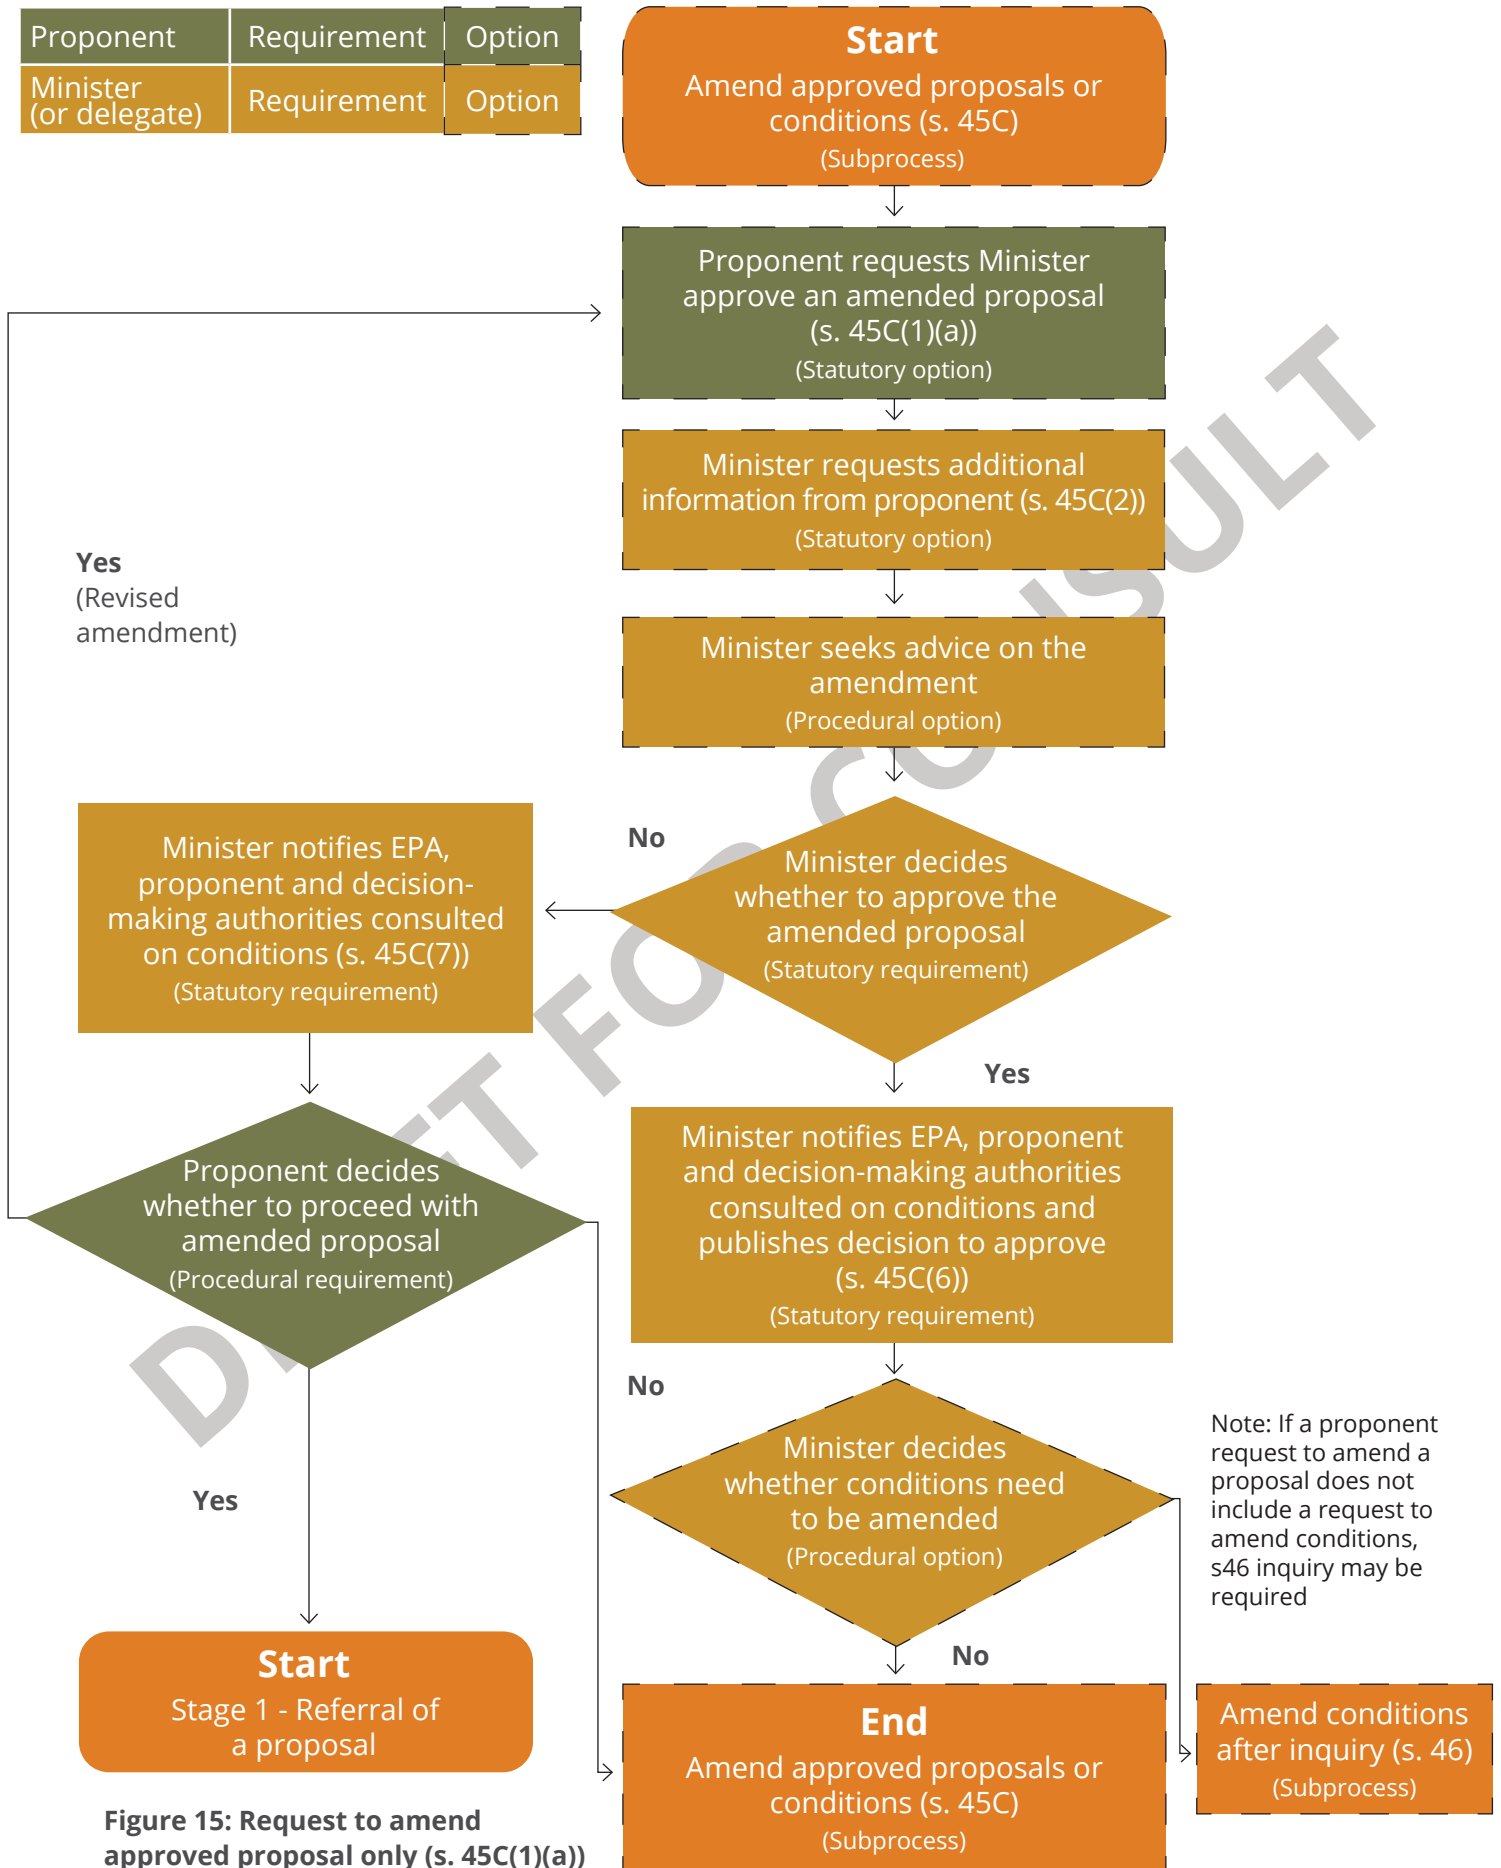 Proponent Requirement Option
Minister
(or delegate) Requirement Option
Start
Amend approved proposals or
conditions (s. 45C)
(Subprocess)
Proponent requests Minister
approve an amended proposal
(s. 45C(1)(a))
(Statutory option)
Minister requests additional
information from proponent (s. 45C(2))
(Statutory option)
Yes
(Revised
amendment)
Minister seeks advice on the
amendment
(Procedural option)
No
Minister decides
whether to approve the
amended proposal
(Statutory requirement)
Minister notifies EPA,
proponent and decision-
making authorities consulted
on conditions (s. 45C(7))
(Statutory requirement)
Yes
Proponent decides
whether to proceed with
amended proposal
(Procedural requirement)
Minister notifies EPA, proponent
and decision-making authorities
consulted on conditions and
publishes decision to approve
(s. 45C(6))
(Statutory requirement)
No
Yes
Minister decides
whether conditions need
to be amended
(Procedural option)
Note: If a proponent
request to amend a
proposal does not
include a request to
amend conditions,
s46 inquiry may be
required
No
Start
Stage 1 - Referral of
a proposal
End
Amend approved proposals or
conditions (s. 45C)
(Subprocess)
Amend conditions
after inquiry (s. 46)
(Subprocess)
Figure 15: Request to amend
approved proposal only (s. 45C(1)(a))